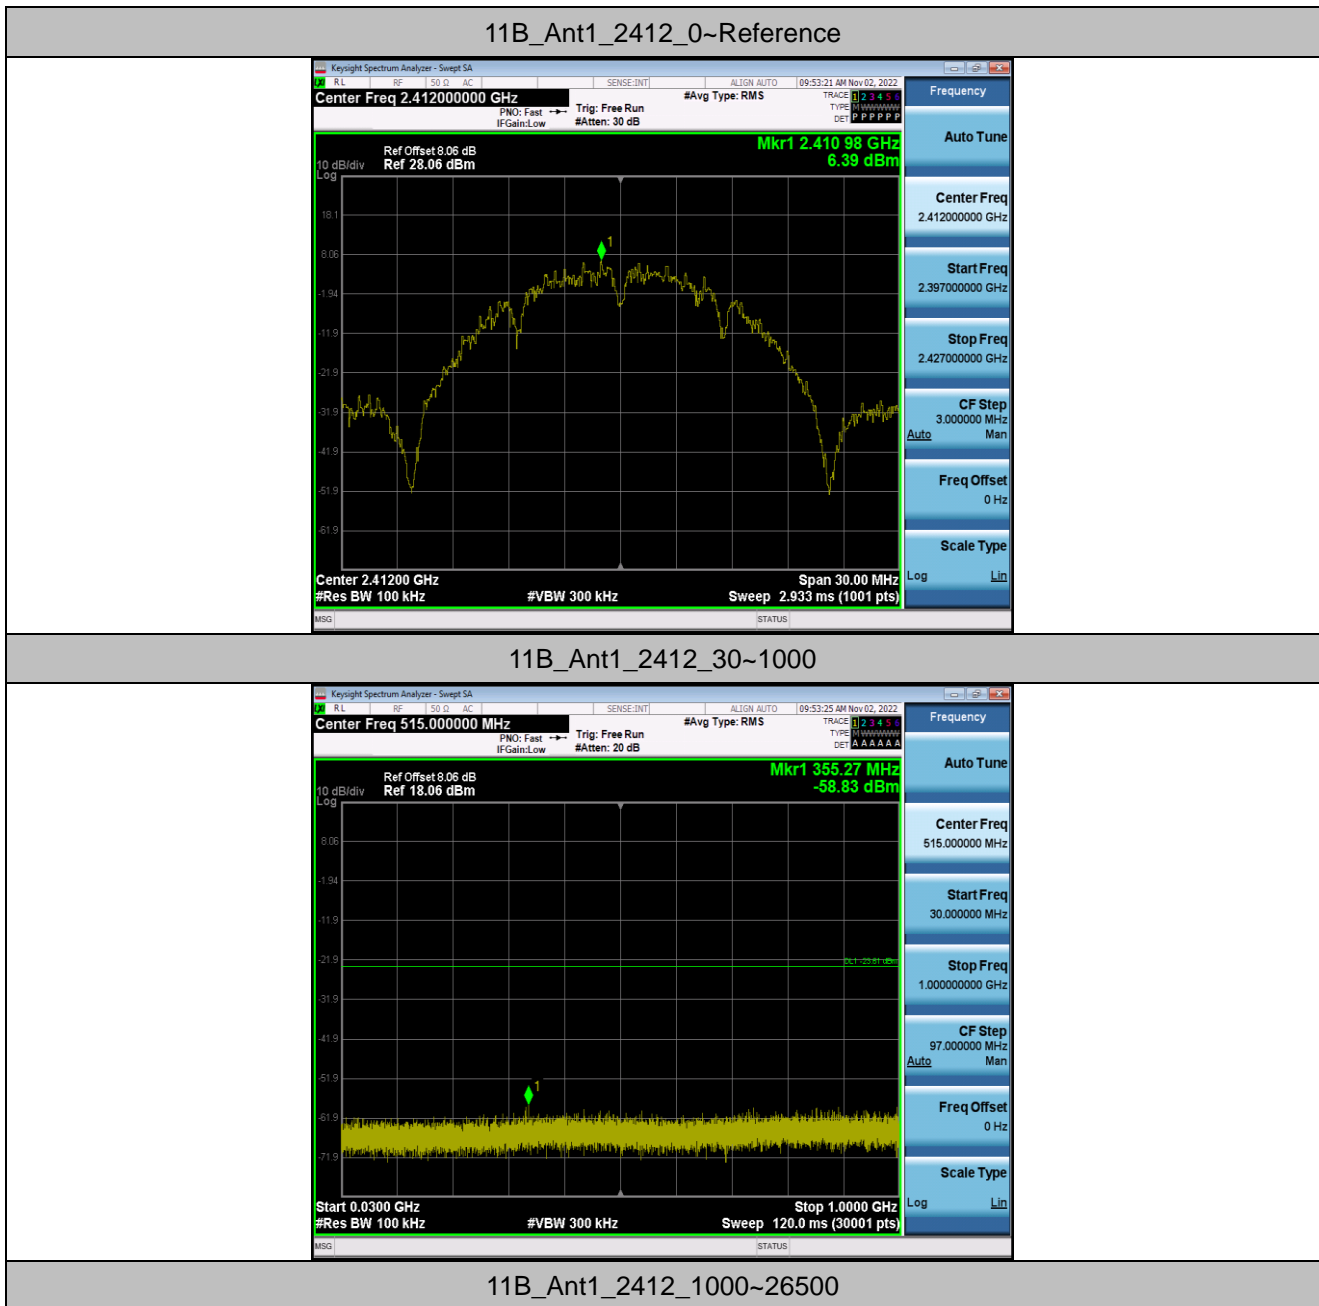 11B_Ant1_2412_0~Reference
Keysight Spectrum Analyzer - Swept SA
RL RF 50 Ω AC SENSE:INT ALIGN AUTO 09:53:21 AM Nov 02, 2022
Center Freq 2.412000000 GHz
PNO: Fast
IFGain:Low
Trig: Free Run
#Atten: 30 dB
#Avg Type: RMS
TRACE 1 2 3 4 5 6
TYPE M W W W W W
DET P P P P P P
Ref Offset 8.06 dB
10 dB/div Ref 28.06 dBm
Log
Mkr1 2.410 98 GHz
6.39 dBm
18.1
8.06
-1.94
-11.9
-21.9
-31.9
-41.9
-51.9
-61.9
1
Center 2.41200 GHz
Span 30.00 MHz
#Res BW 100 kHz #VBW 300 kHz Sweep 2.933 ms (1001 pts)
MSG STATUS
Frequency
Auto Tune
Center Freq
2.412000000 GHz
Start Freq
2.397000000 GHz
Stop Freq
2.427000000 GHz
CF Step
3.000000 MHz
Auto Man
Freq Offset
0 Hz
Scale Type
Log Lin
11B_Ant1_2412_30~1000
Keysight Spectrum Analyzer - Swept SA
RL RF 50 Ω AC SENSE:INT ALIGN AUTO 09:53:25 AM Nov 02, 2022
Center Freq 515.000000 MHz
PNO: Fast
IFGain:Low
Trig: Free Run
#Atten: 20 dB
#Avg Type: RMS
TRACE 1 2 3 4 5 6
TYPE M W W W W W
DET A A A A A A
Ref Offset 8.06 dB
10 dB/div Ref 18.06 dBm
Log
Mkr1 355.27 MHz
-58.83 dBm
8.06
-1.94
-11.9
-21.9
-31.9
-41.9
-51.9
-61.9
-71.9
DL1 -23.61 dBm
1
Start 0.0300 GHz
Stop 1.0000 GHz
#Res BW 100 kHz #VBW 300 kHz Sweep 120.0 ms (30001 pts)
MSG STATUS
Frequency
Auto Tune
Center Freq
515.000000 MHz
Start Freq
30.000000 MHz
Stop Freq
1.000000000 GHz
CF Step
97.000000 MHz
Auto Man
Freq Offset
0 Hz
Scale Type
Log Lin
11B_Ant1_2412_1000~26500